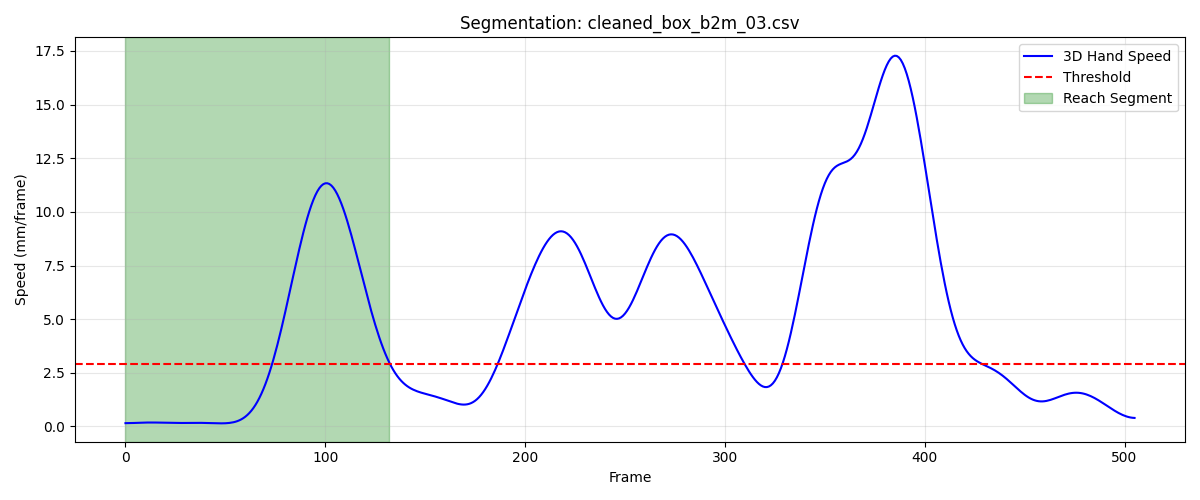 Segmentation: cleaned_box_b2m_03.csv
17.5
15.0
12.5
10.0
7.5
5.0
2.5
0.0
Speed (mm/frame)
3D Hand Speed
Threshold
Reach Segment
0
100
200
300
400
500
Frame